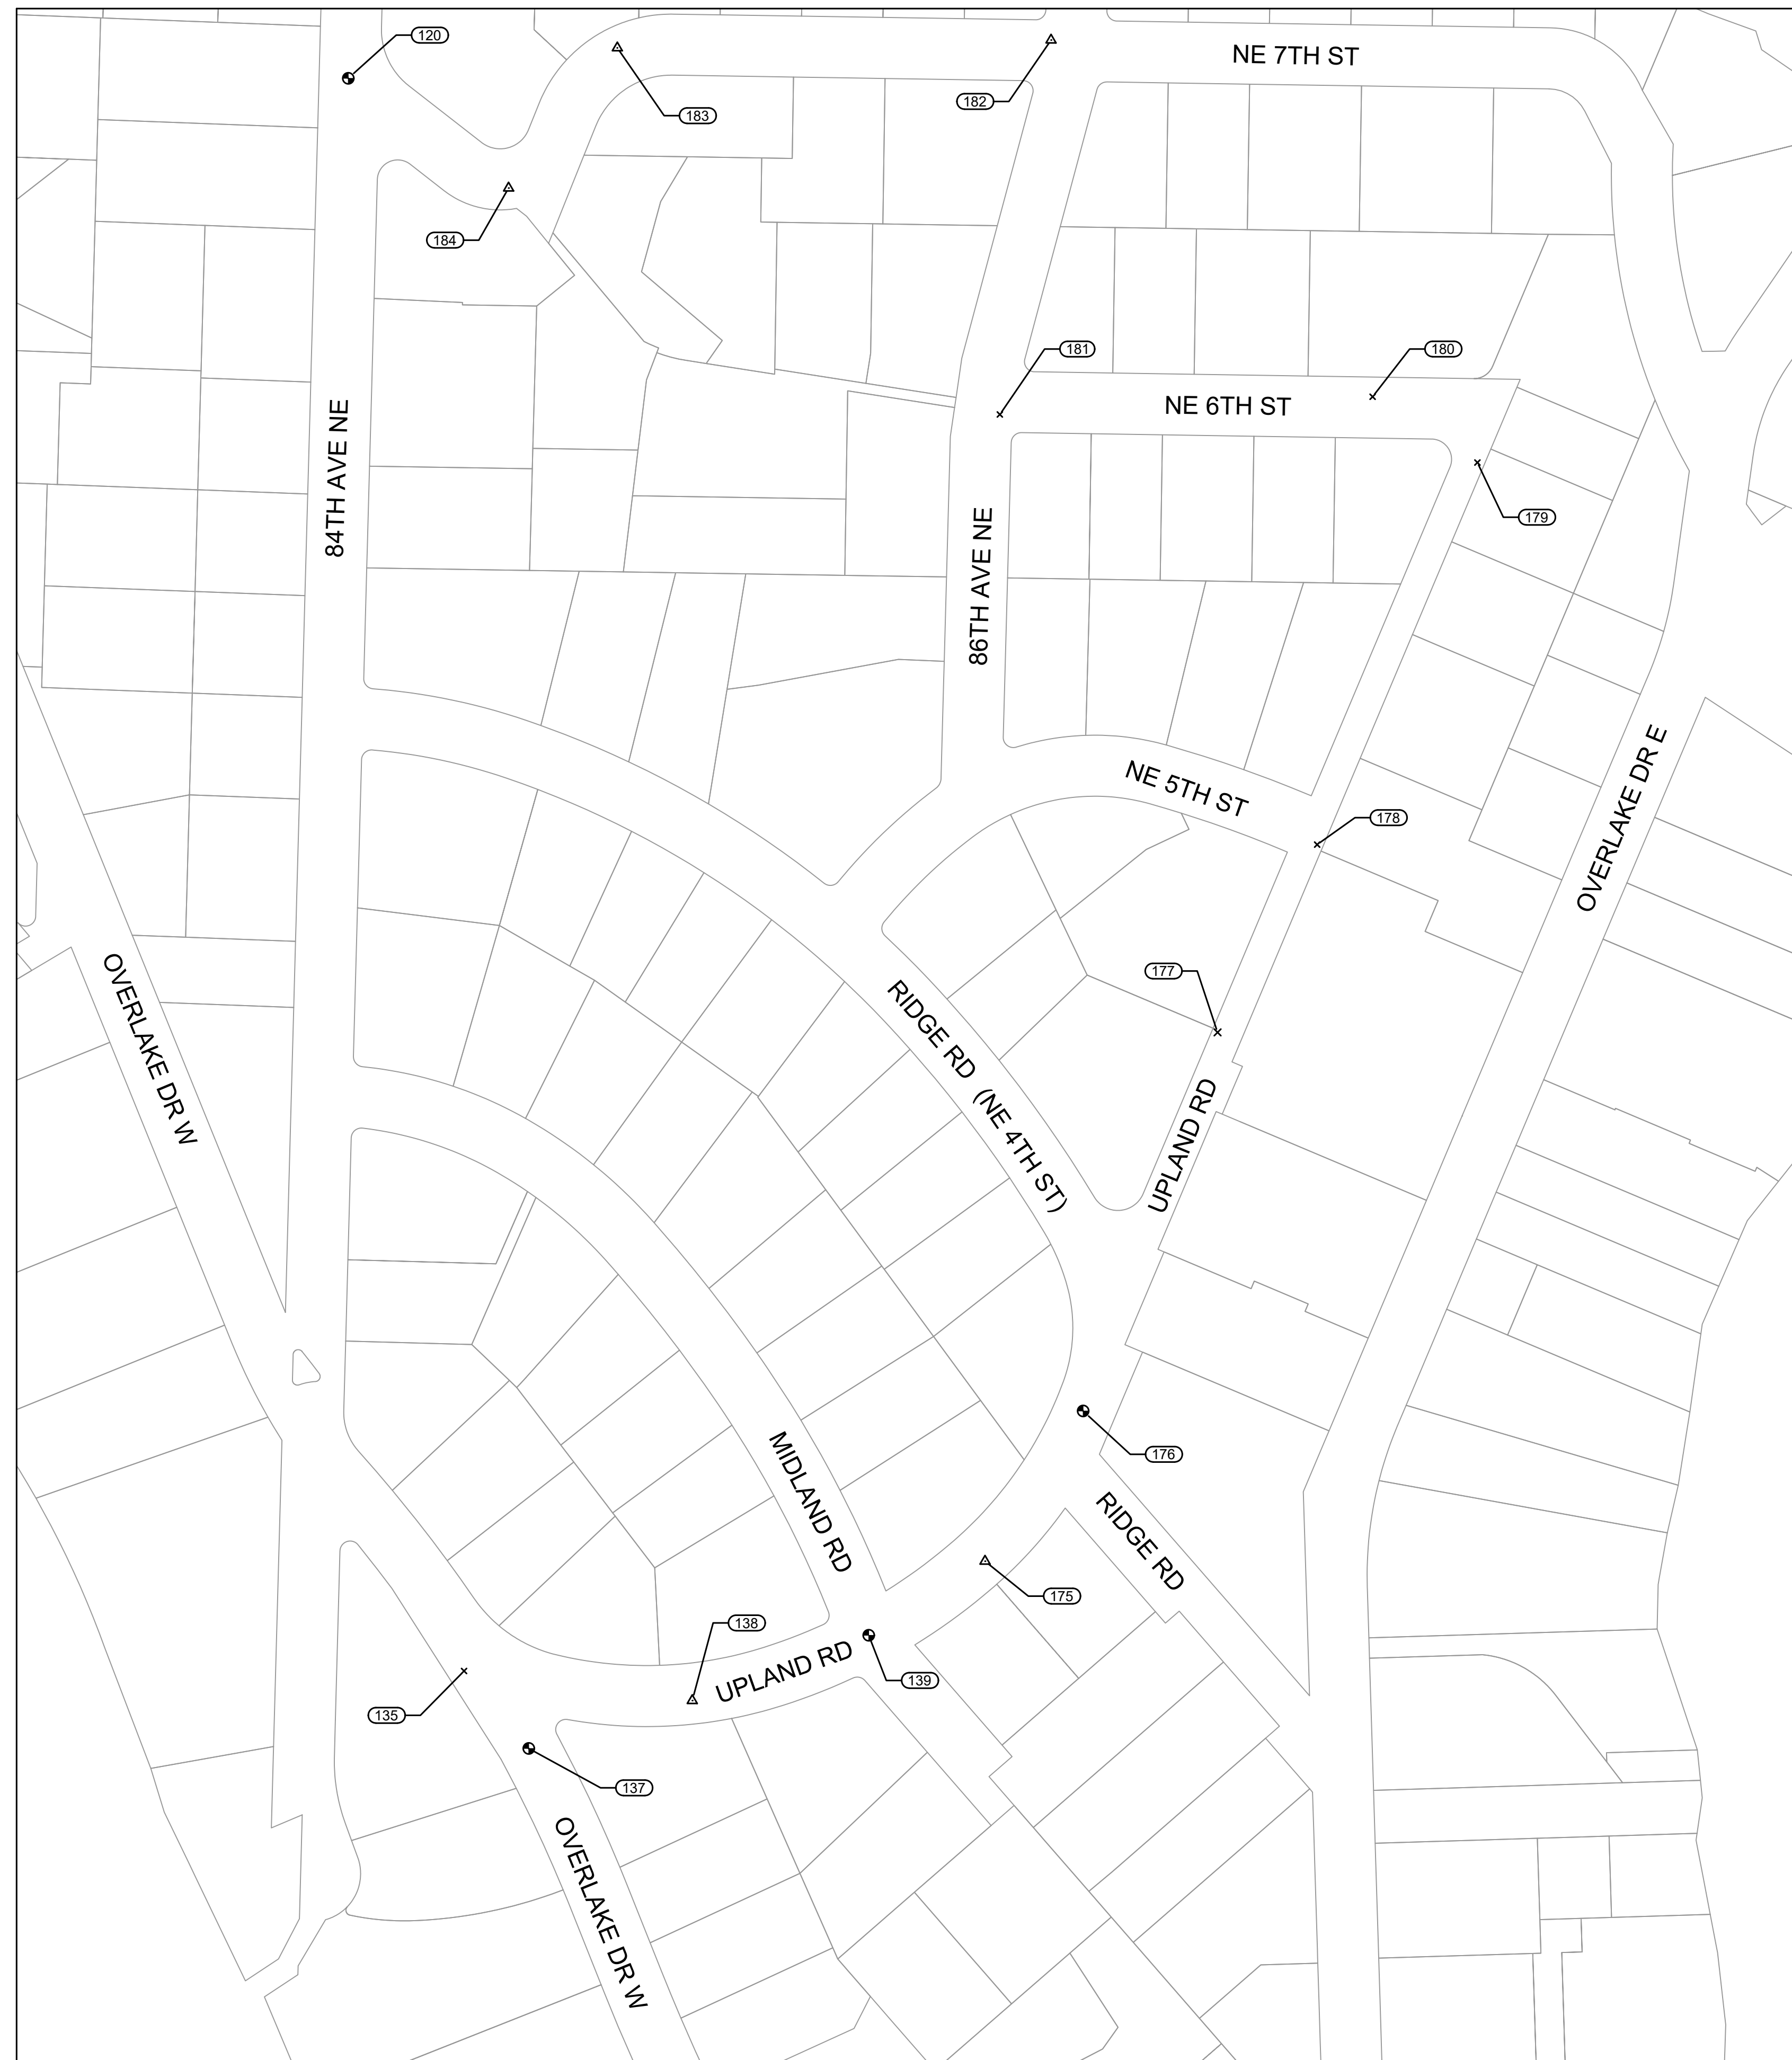 120
NE 7TH ST
182
183
184
181
180
NE 6TH ST
84TH AVE NE
179
86TH AVE NE
NE 5TH ST
178
OVERLAKE DR E
177
OVERLAKE DR W
RIDGE RD (NE 4TH ST)
UPLAND RD
176
MIDLAND RD
RIDGE RD
175
138
UPLAND RD
139
135
137
OVERLAKE DR W